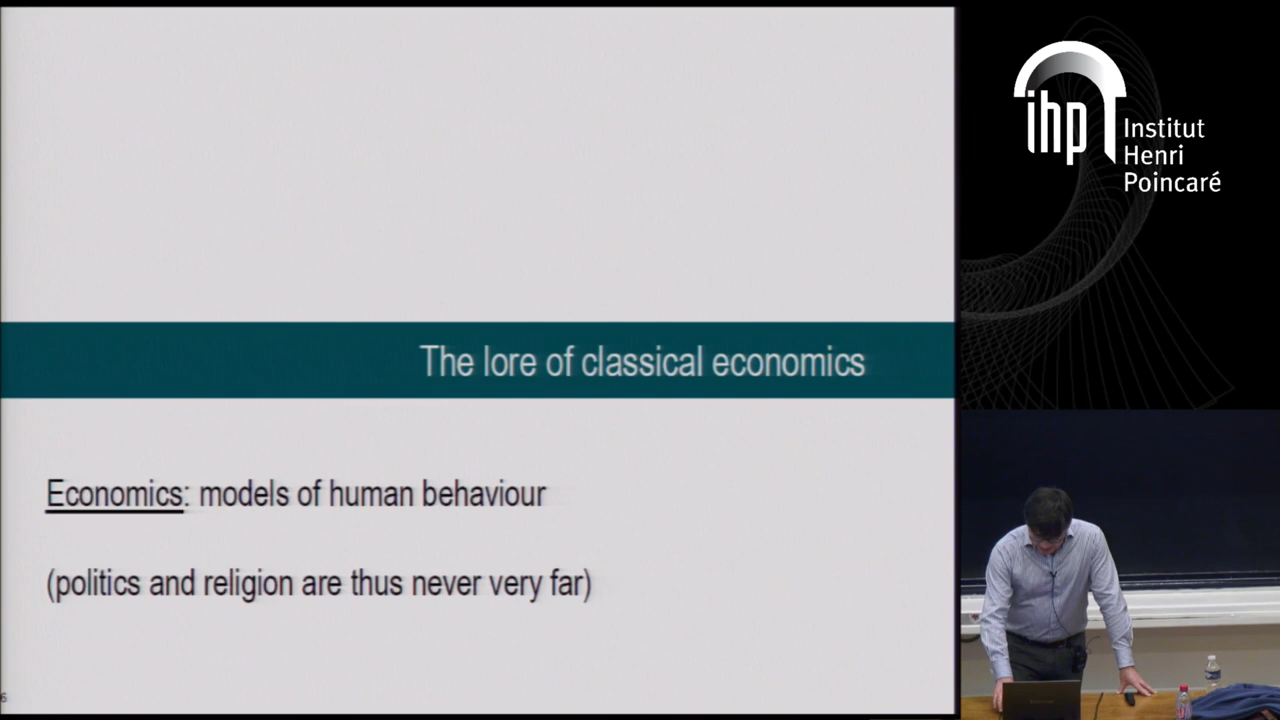 The lore of classical economics
Economics: models of human behaviour
(politics and religion are thus never very far)
6
ihp
Institut
Henri
Poincaré